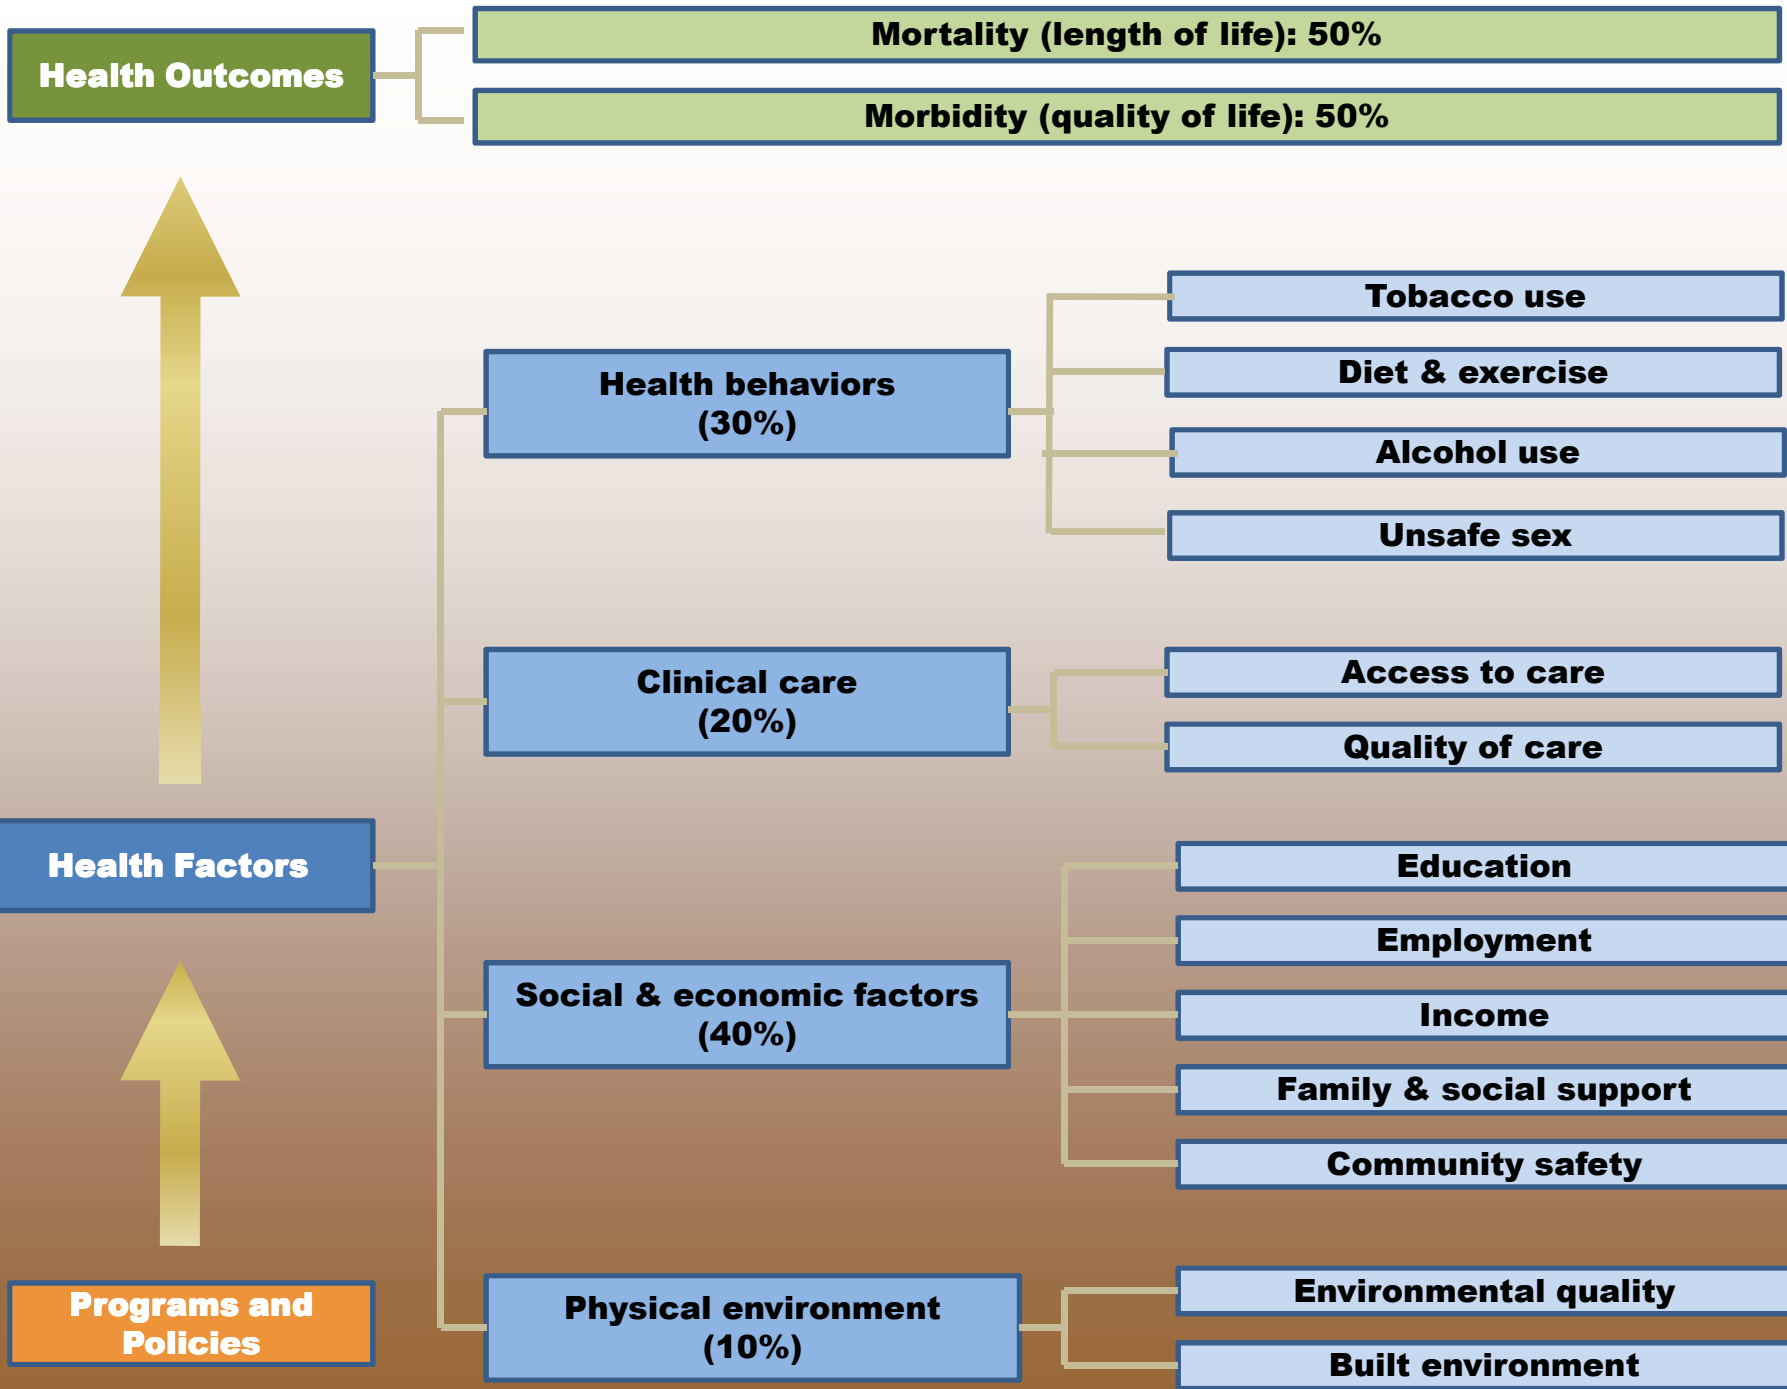 Health Outcomes
Mortality (length of life): 50%
Morbidity (quality of life): 50%
Health behaviors
(30%)
Tobacco use
Diet & exercise
Alcohol use
Unsafe sex
Clinical care
(20%)
Access to care
Quality of care
Health Factors
Social & economic factors
(40%)
Education
Employment
Income
Family & social support
Community safety
Programs and
Policies
Physical environment
(10%)
Environmental quality
Built environment